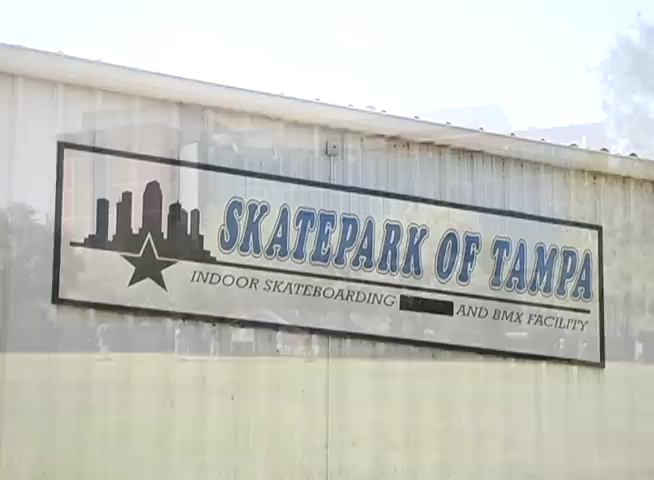 SKATEPARK OF TAMPA
INDOOR SKATEBOARDING AND BMX FACILITY